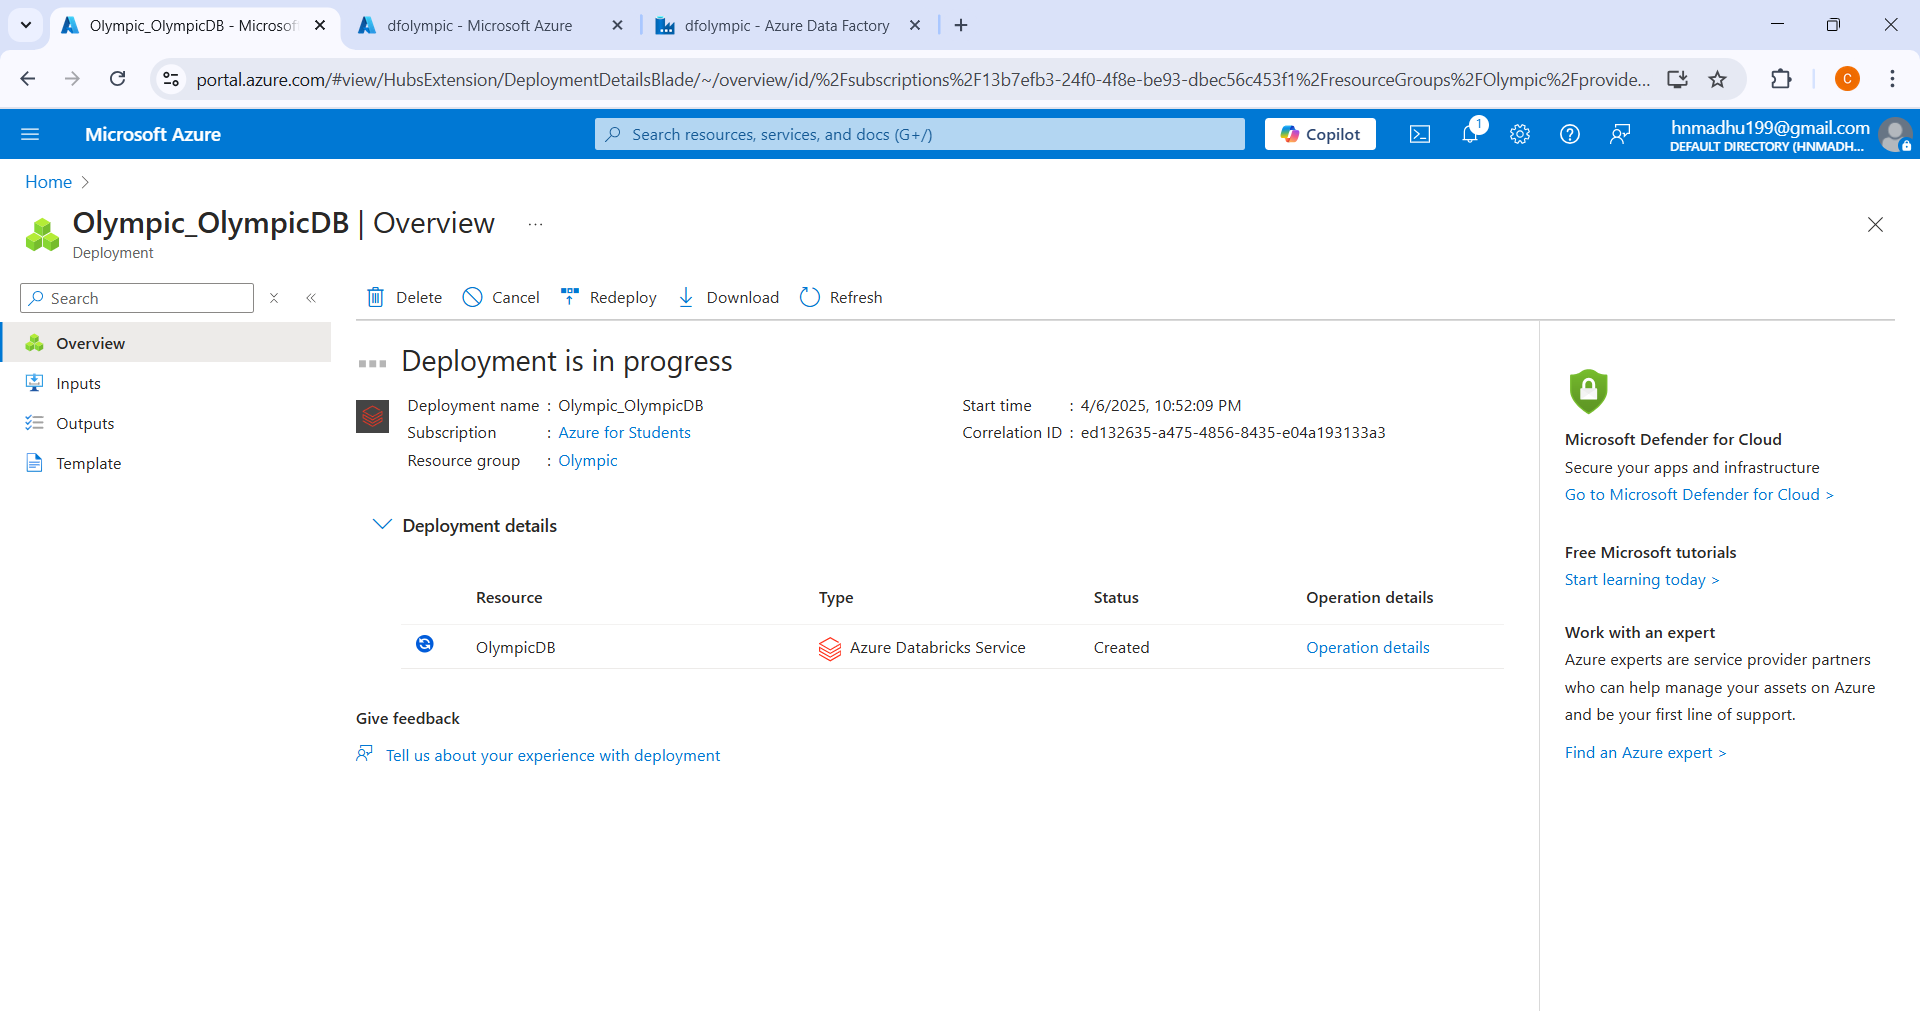 Olympic_OlympicDB - Microsof
dfolympic - Microsoft Azure
dfolympic - Azure Data Factory
portal.azure.com/#view/HubsExtension/DeploymentDetailsBlade/~/overview/id/%2Fsubscriptions%2F13b7efb3-24f0-4f8e-be93-dbec56c453f1%2FresourceGroups%2FOlympic%2Fprovide...
C
Microsoft Azure
Search resources, services, and docs (G+/)
Copilot
1
hnmadhu199@gmail.com
DEFAULT DIRECTORY (HNMADH...
Home
Olympic_OlympicDB | Overview
...
Deployment
Search
Delete
Cancel
Redeploy
Download
Refresh
Overview
Inputs
Outputs
Template
Deployment is in progress
Deployment name : Olympic_OlympicDB
Subscription : Azure for Students
Resource group : Olympic
Start time : 4/6/2025, 10:52:09 PM
Correlation ID : ed132635-a475-4856-8435-e04a193133a3
Deployment details
Resource Type Status Operation details
OlympicDB Azure Databricks Service Created Operation details
Give feedback
Tell us about your experience with deployment
Microsoft Defender for Cloud
Secure your apps and infrastructure
Go to Microsoft Defender for Cloud >
Free Microsoft tutorials
Start learning today >
Work with an expert
Azure experts are service provider partners
who can help manage your assets on Azure
and be your first line of support.
Find an Azure expert >